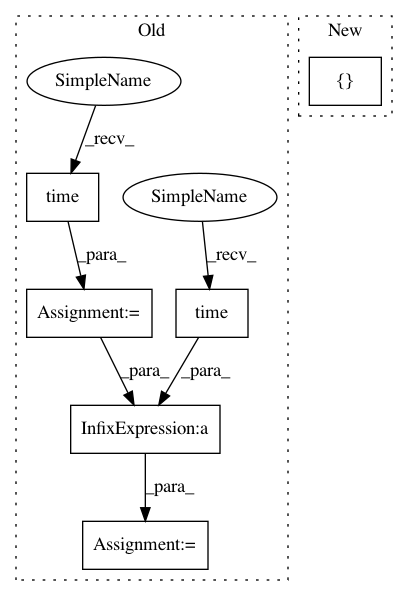 Old
New
SimpleName
{}
_recv_
time
SimpleName
_para_
_recv_
Assignment:=
time
_para_
_para_
InfixExpression:a
_para_
Assignment:=